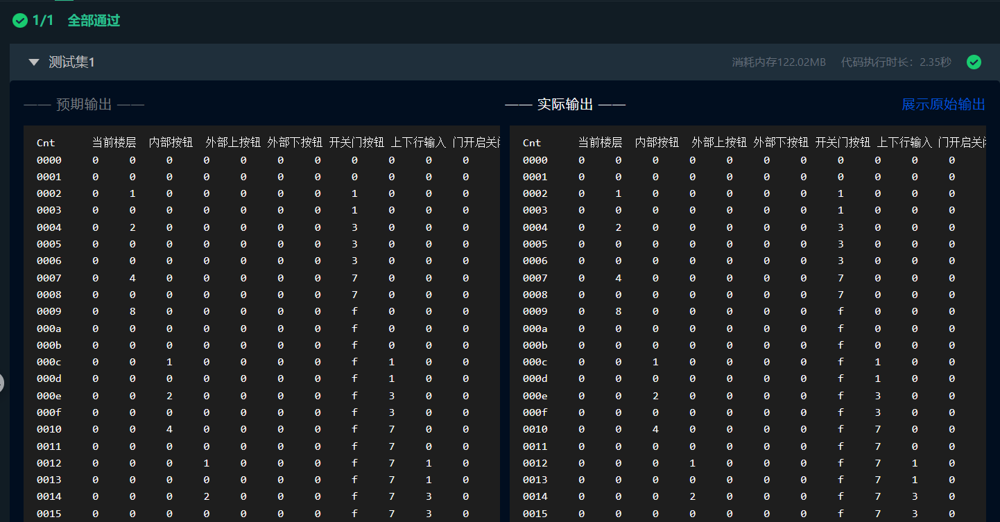 1/1 全部通过
测试集1 消耗内存122.02MB 代码执行时长：2.35秒
—— 预期输出 —— —— 实际输出 —— 展示原始输出
Cnt 当前楼层 内部按钮 外部上按钮 外部下按钮 开关门按钮 上下行输入 门开启关 Cnt 当前楼层 内部按钮 外部上按钮 外部下按钮 开关门按钮 上下行输入 门开启关
0000 0 0 0 0 0 0 0 0 0 0 0 0000 0 0 0 0 0 0 0 0 0 0 0
0001 0 0 0 0 0 0 0 0 0 0 0 0001 0 0 0 0 0 0 0 0 0 0 0
0002 0 1 0 0 0 0 0 1 0 0 0 0002 0 1 0 0 0 0 0 1 0 0 0
0003 0 0 0 0 0 0 0 1 0 0 0 0003 0 0 0 0 0 0 0 1 0 0 0
0004 0 2 0 0 0 0 0 3 0 0 0 0004 0 2 0 0 0 0 0 3 0 0 0
0005 0 0 0 0 0 0 0 3 0 0 0 0005 0 0 0 0 0 0 0 3 0 0 0
0006 0 0 0 0 0 0 0 3 0 0 0 0006 0 0 0 0 0 0 0 3 0 0 0
0007 0 4 0 0 0 0 0 7 0 0 0 0007 0 4 0 0 0 0 0 7 0 0 0
0008 0 0 0 0 0 0 0 7 0 0 0 0008 0 0 0 0 0 0 0 7 0 0 0
0009 0 8 0 0 0 0 0 f 0 0 0 0009 0 8 0 0 0 0 0 f 0 0 0
000a 0 0 0 0 0 0 0 f 0 0 0 000a 0 0 0 0 0 0 0 f 0 0 0
000b 0 0 0 0 0 0 0 f 0 0 0 000b 0 0 0 0 0 0 0 f 0 0 0
000c 0 0 1 0 0 0 0 f 1 0 0 000c 0 0 1 0 0 0 0 f 1 0 0
000d 0 0 0 0 0 0 0 f 1 0 0 000d 0 0 0 0 0 0 0 f 1 0 0
000e 0 0 2 0 0 0 0 f 3 0 0 000e 0 0 2 0 0 0 0 f 3 0 0
000f 0 0 0 0 0 0 0 f 3 0 0 000f 0 0 0 0 0 0 0 f 3 0 0
0010 0 0 4 0 0 0 0 f 7 0 0 0010 0 0 4 0 0 0 0 f 7 0 0
0011 0 0 0 0 0 0 0 f 7 0 0 0011 0 0 0 0 0 0 0 f 7 0 0
0012 0 0 0 1 0 0 0 f 7 1 0 0012 0 0 0 1 0 0 0 f 7 1 0
0013 0 0 0 0 0 0 0 f 7 1 0 0013 0 0 0 0 0 0 0 f 7 1 0
0014 0 0 0 2 0 0 0 f 7 3 0 0014 0 0 0 2 0 0 0 f 7 3 0
0015 0 0 0 0 0 0 0 f 7 3 0 0015 0 0 0 0 0 0 0 f 7 3 0